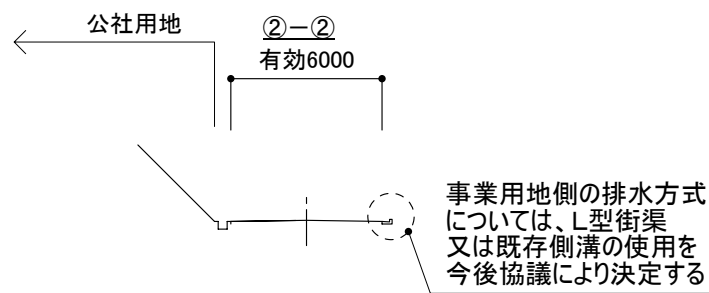 公社用地
②－②
有効6000
事業用地側の排水方式
については、L型街渠
又は既存側溝の使用を
今後協議により決定する